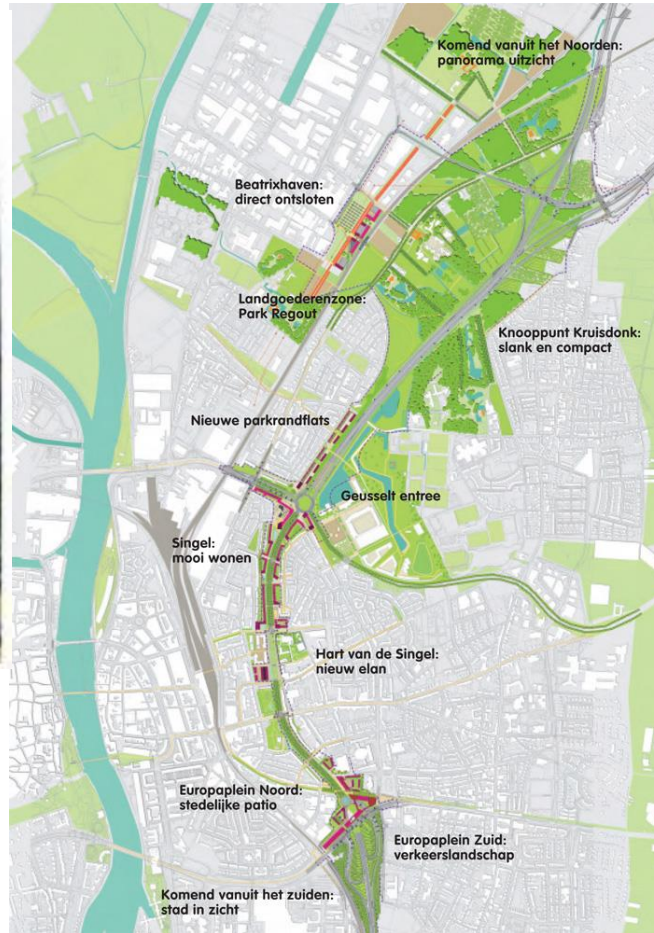 Komend vanuit het Noorden:
panorama uitzicht
Beatrixhaven:
direct ontsloten
Landgoederenzone:
Park Regout
Knooppunt Kruisdonk:
slank en compact
Nieuwe parkrandflats
Geusselt entree
Singel:
mooi wonen
Hart van de Singel:
nieuw elan
Europaplein Noord:
stedelijke patio
Europaplein Zuid:
verkeerslandschap
Komend vanuit het zuiden:
stad in zicht